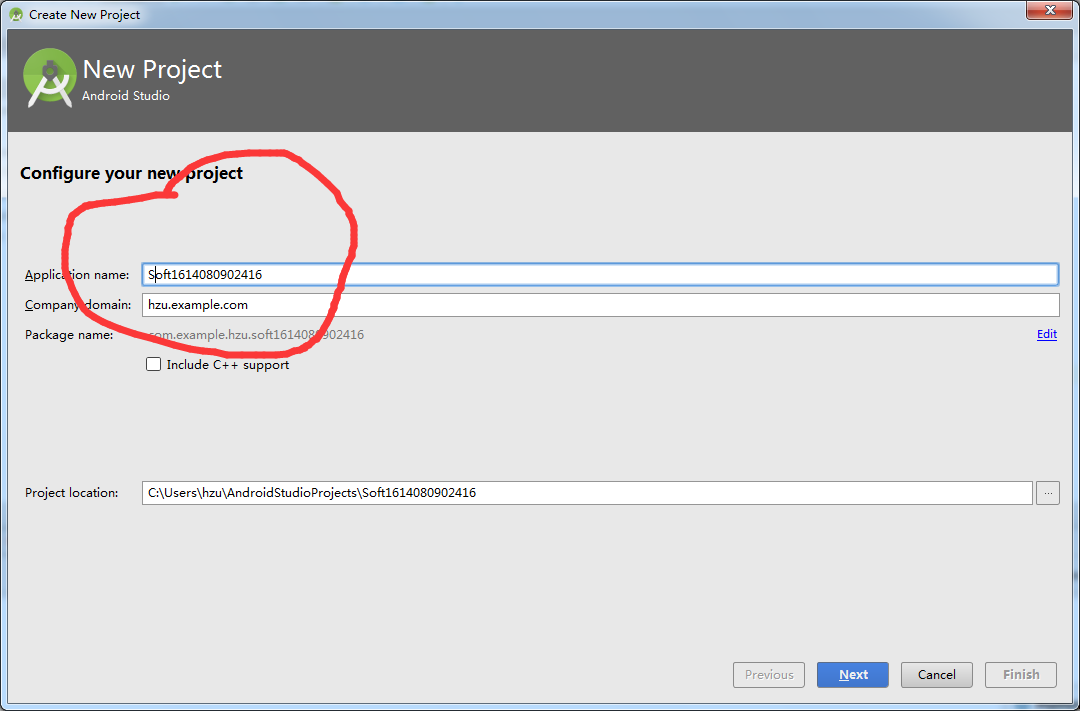 Create New Project
New Project
Android Studio
Configure your new project
Application name: Soft1614080902416
Company domain: hzu.example.com
Package name: com.example.hzu.soft1614080902416 Edit
Include C++ support
Project location: C:\Users\hzu\AndroidStudioProjects\Soft1614080902416 ...
Previous Next Cancel Finish